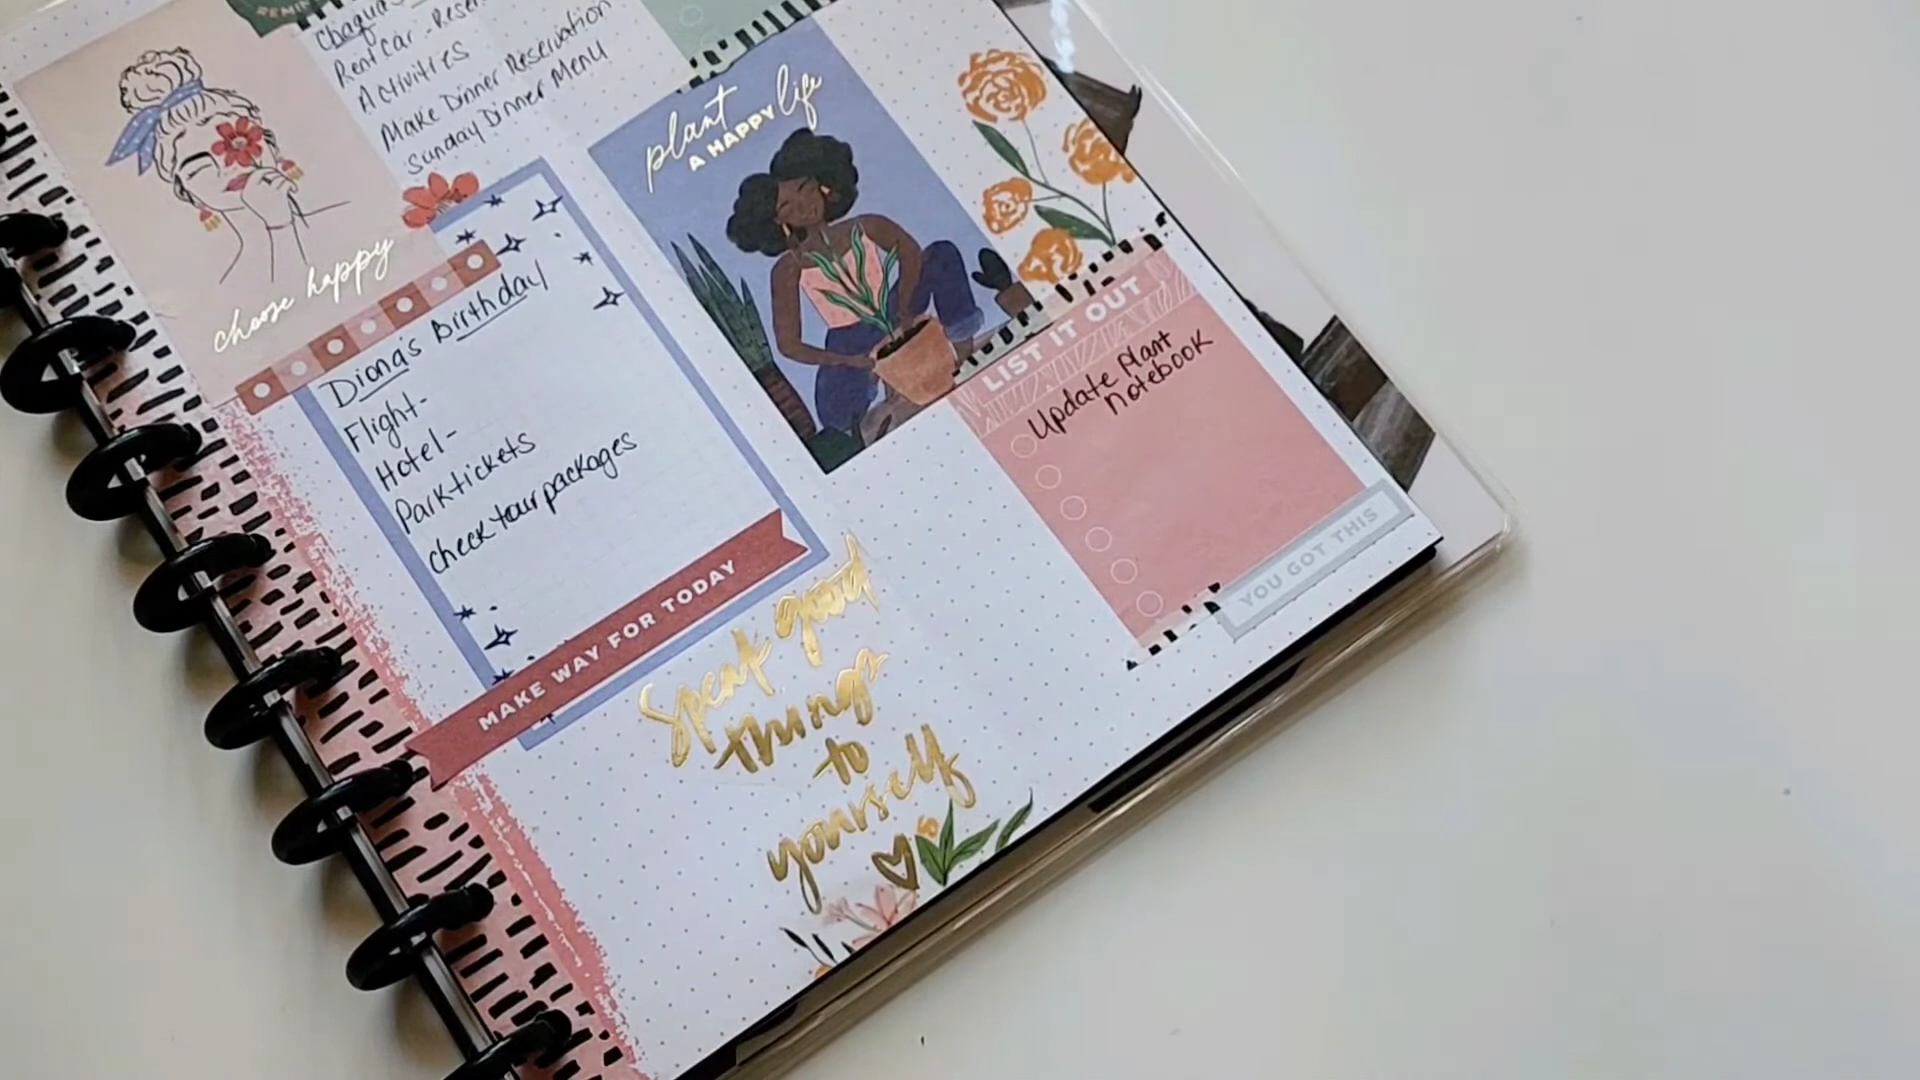 Rent Car - Reser
Activities
Make Dinner Reservation
Sunday Dinner Menu
choose happy
Diona's Birthday
Flight-
Hotel-
Park tickets
check tour packages
MAKE WAY FOR TODAY
plant
A HAPPY life
LIST IT OUT
Update Plant
Notebook
YOU GOT THIS
Speak good
things
to
yourself